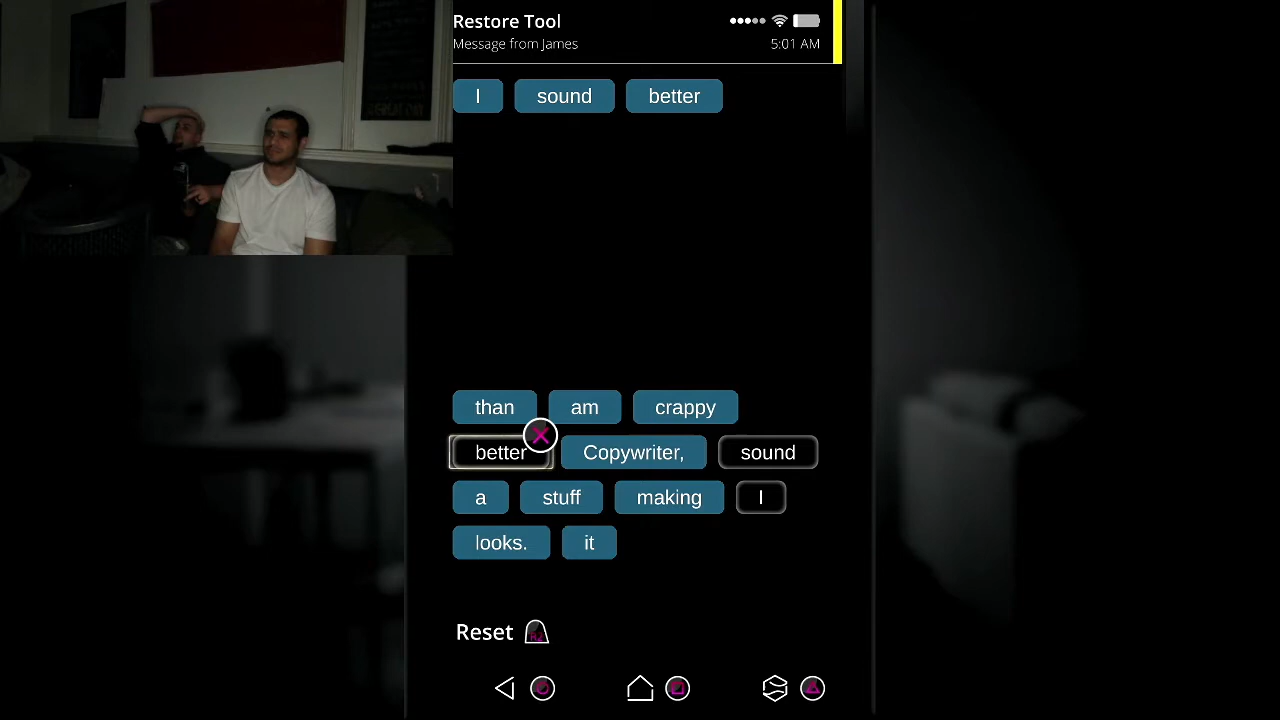 Restore Tool
Message from James
5:01 AM
I sound better
than am crappy
better Copywriter, sound
a stuff making I
looks. it
Reset R2